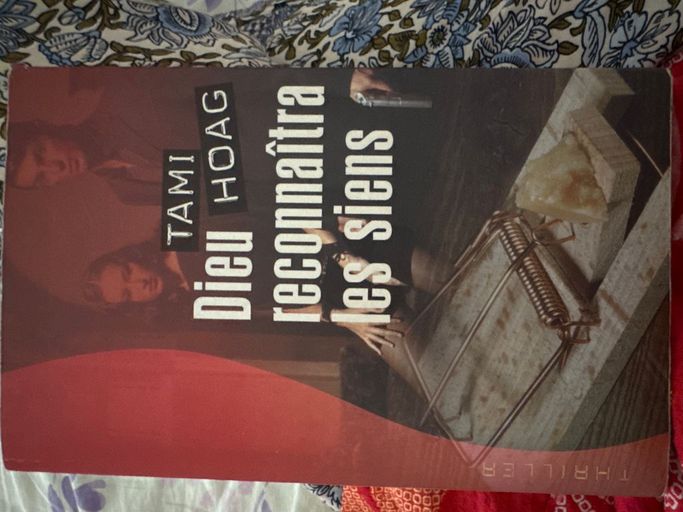 TAMI
HOAG
Dieu
reconnaîtra
les siens
THRILLER